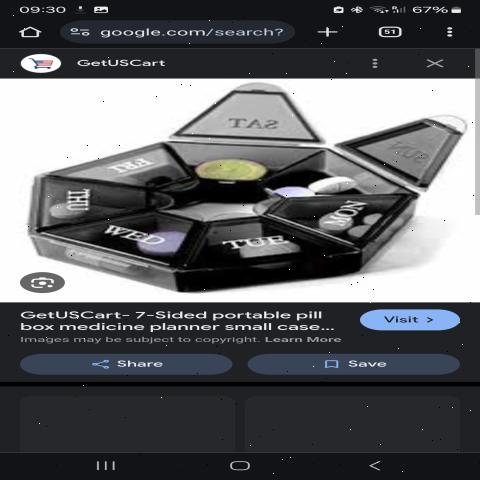 09:30 67%
google.com/search? 51
GetUSCart
SAT
SUN
FRI
THU
MON
WED
TUE
GetUSCart- 7-Sided portable pill
box medicine planner small case...
Visit >
Images may be subject to copyright. Learn More
Share Save